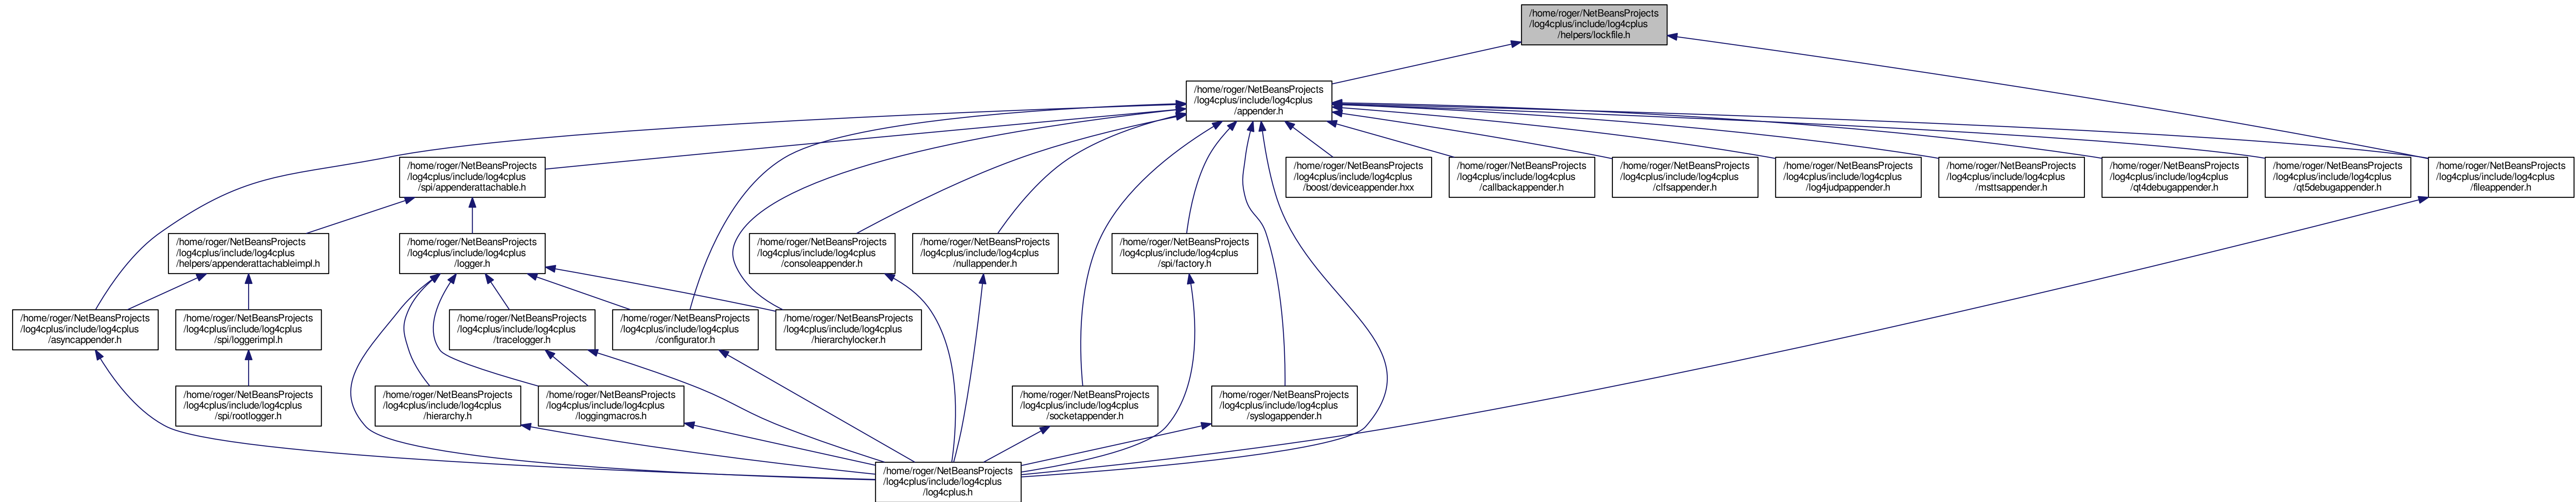 /home/roger/NetBeansProjects
/log4cplus/include/log4cplus
/helpers/lockfile.h
/home/roger/NetBeansProjects
/log4cplus/include/log4cplus
/appender.h
/home/roger/NetBeansProjects
/log4cplus/include/log4cplus
/spi/appenderattachable.h
/home/roger/NetBeansProjects
/log4cplus/include/log4cplus
/boost/deviceappender.hxx
/home/roger/NetBeansProjects
/log4cplus/include/log4cplus
/callbackappender.h
/home/roger/NetBeansProjects
/log4cplus/include/log4cplus
/clfsappender.h
/home/roger/NetBeansProjects
/log4cplus/include/log4cplus
/log4judpappender.h
/home/roger/NetBeansProjects
/log4cplus/include/log4cplus
/msttsappender.h
/home/roger/NetBeansProjects
/log4cplus/include/log4cplus
/qt4debugappender.h
/home/roger/NetBeansProjects
/log4cplus/include/log4cplus
/qt5debugappender.h
/home/roger/NetBeansProjects
/log4cplus/include/log4cplus
/fileappender.h
/home/roger/NetBeansProjects
/log4cplus/include/log4cplus
/helpers/appenderattachableimpl.h
/home/roger/NetBeansProjects
/log4cplus/include/log4cplus
/logger.h
/home/roger/NetBeansProjects
/log4cplus/include/log4cplus
/consoleappender.h
/home/roger/NetBeansProjects
/log4cplus/include/log4cplus
/nullappender.h
/home/roger/NetBeansProjects
/log4cplus/include/log4cplus
/spi/factory.h
/home/roger/NetBeansProjects
/log4cplus/include/log4cplus
/asyncappender.h
/home/roger/NetBeansProjects
/log4cplus/include/log4cplus
/spi/loggerimpl.h
/home/roger/NetBeansProjects
/log4cplus/include/log4cplus
/tracelogger.h
/home/roger/NetBeansProjects
/log4cplus/include/log4cplus
/configurator.h
/home/roger/NetBeansProjects
/log4cplus/include/log4cplus
/hierarchylocker.h
/home/roger/NetBeansProjects
/log4cplus/include/log4cplus
/spi/rootlogger.h
/home/roger/NetBeansProjects
/log4cplus/include/log4cplus
/hierarchy.h
/home/roger/NetBeansProjects
/log4cplus/include/log4cplus
/loggingmacros.h
/home/roger/NetBeansProjects
/log4cplus/include/log4cplus
/socketappender.h
/home/roger/NetBeansProjects
/log4cplus/include/log4cplus
/syslogappender.h
/home/roger/NetBeansProjects
/log4cplus/include/log4cplus
/log4cplus.h